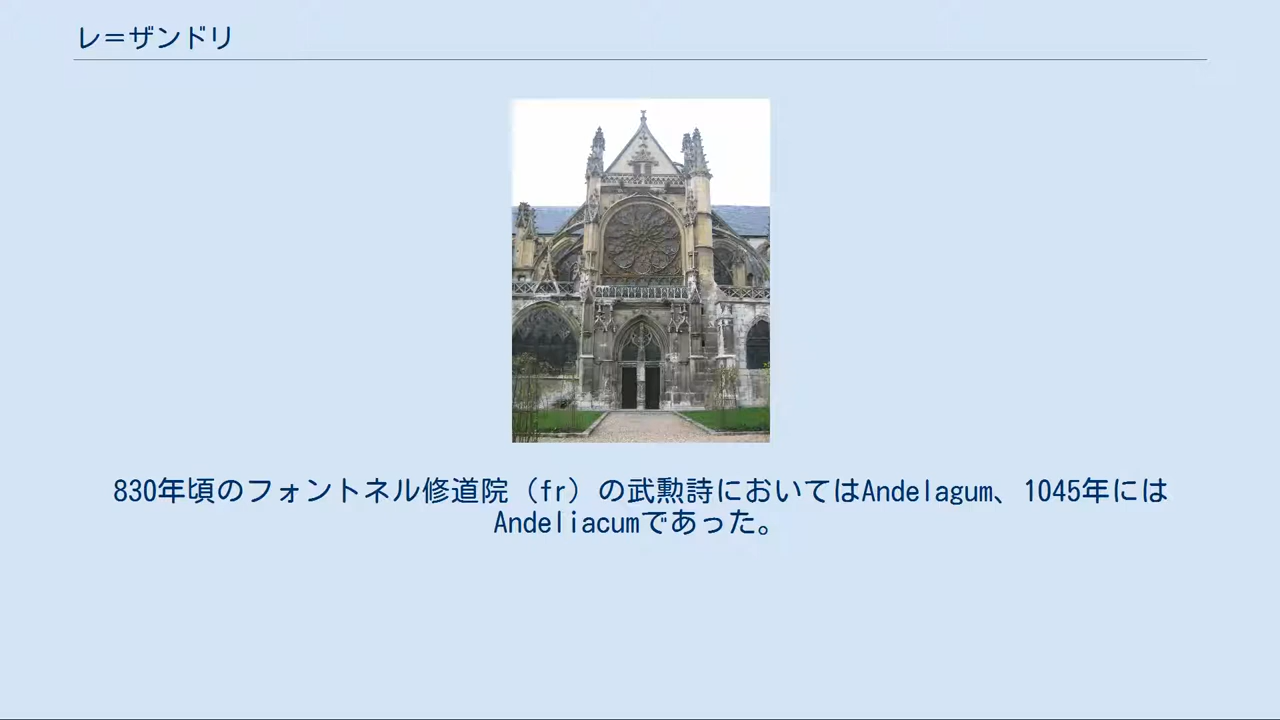 レ＝ザンドリ
830年頃のフォントネル修道院（fr）の武勲詩においてはAndelagum、1045年には
Andeliacumであった。